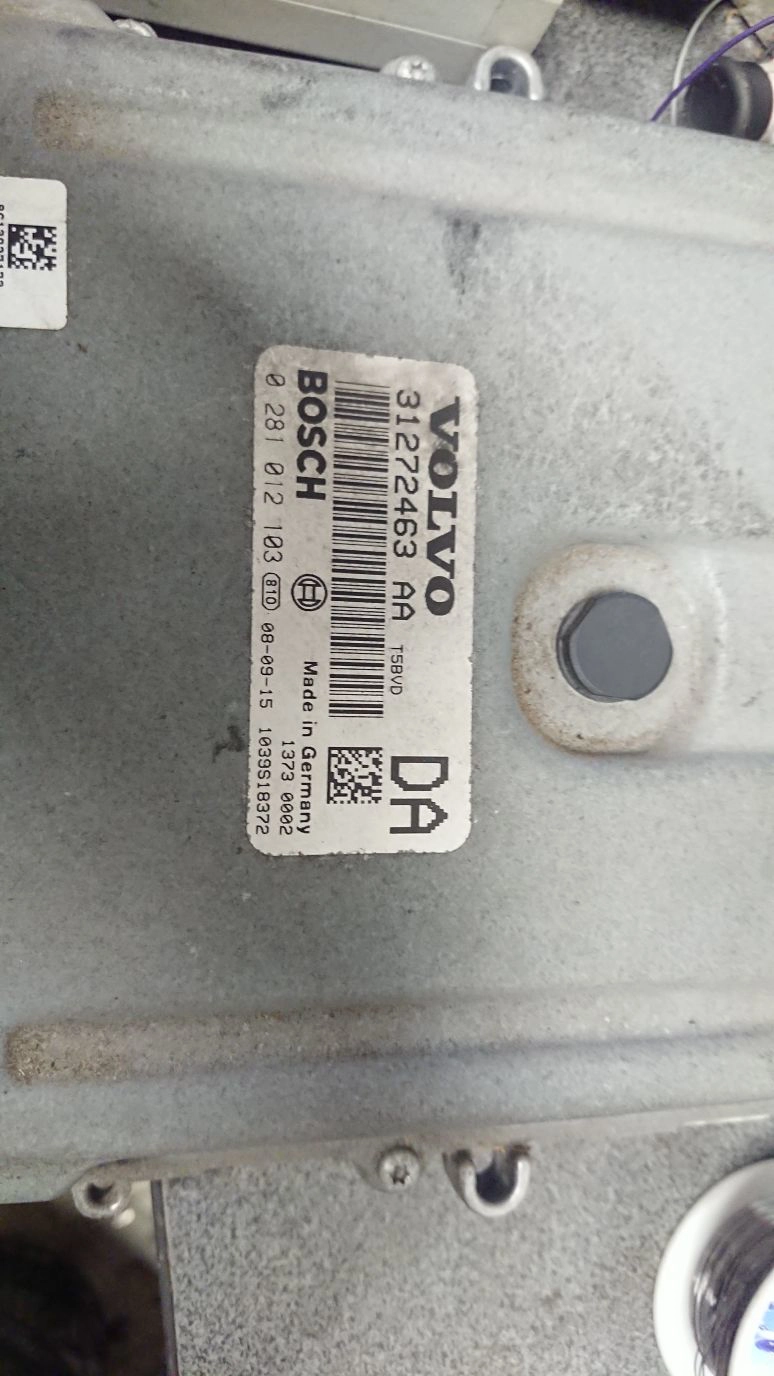 VOLVO
31272463 AA T5BVD
DA
BOSCH
Made in Germany
1373 0002
0 281 012 103 810 08-09-15 1039S18372